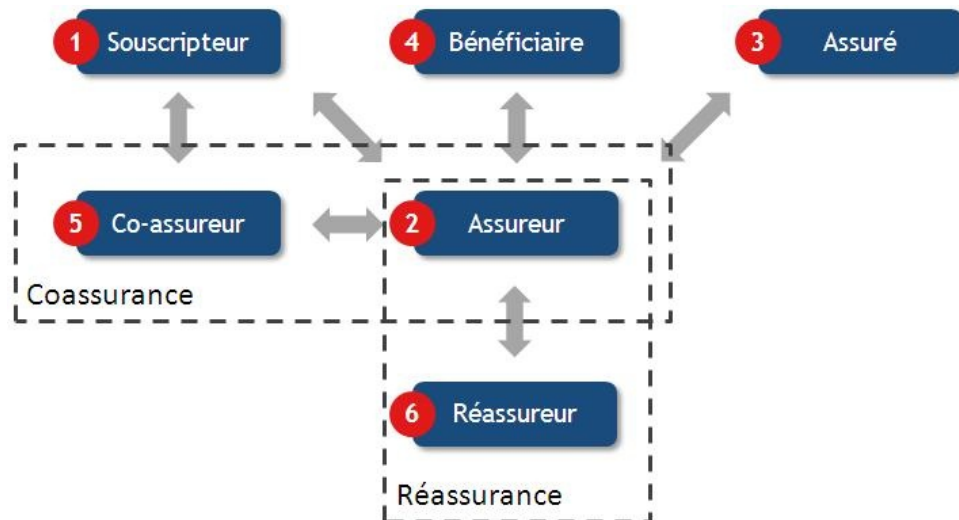 1 Souscripteur
4 Bénéficiaire
3 Assuré
5 Co-assureur
2 Assureur
Coassurance
6 Réassureur
Réassurance